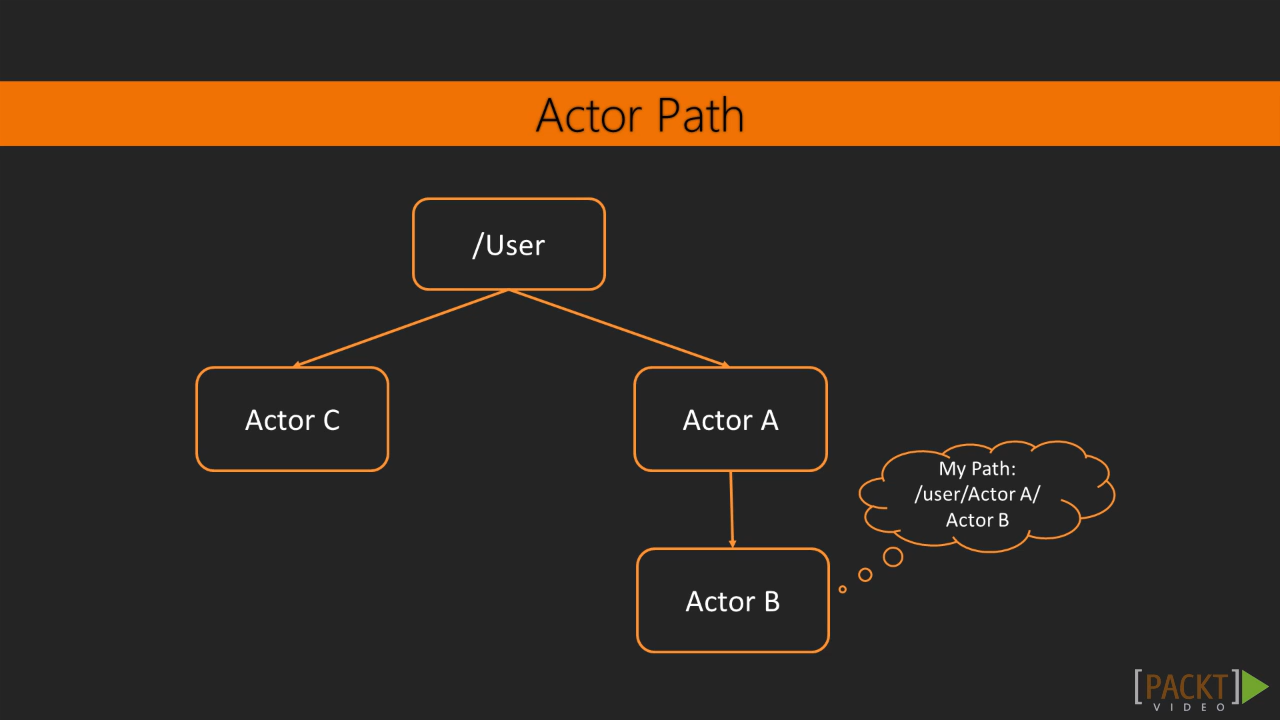 Actor Path
/User
Actor C
Actor A
My Path:
/user/Actor A/
Actor B
Actor B
[PACKT]
VIDEO